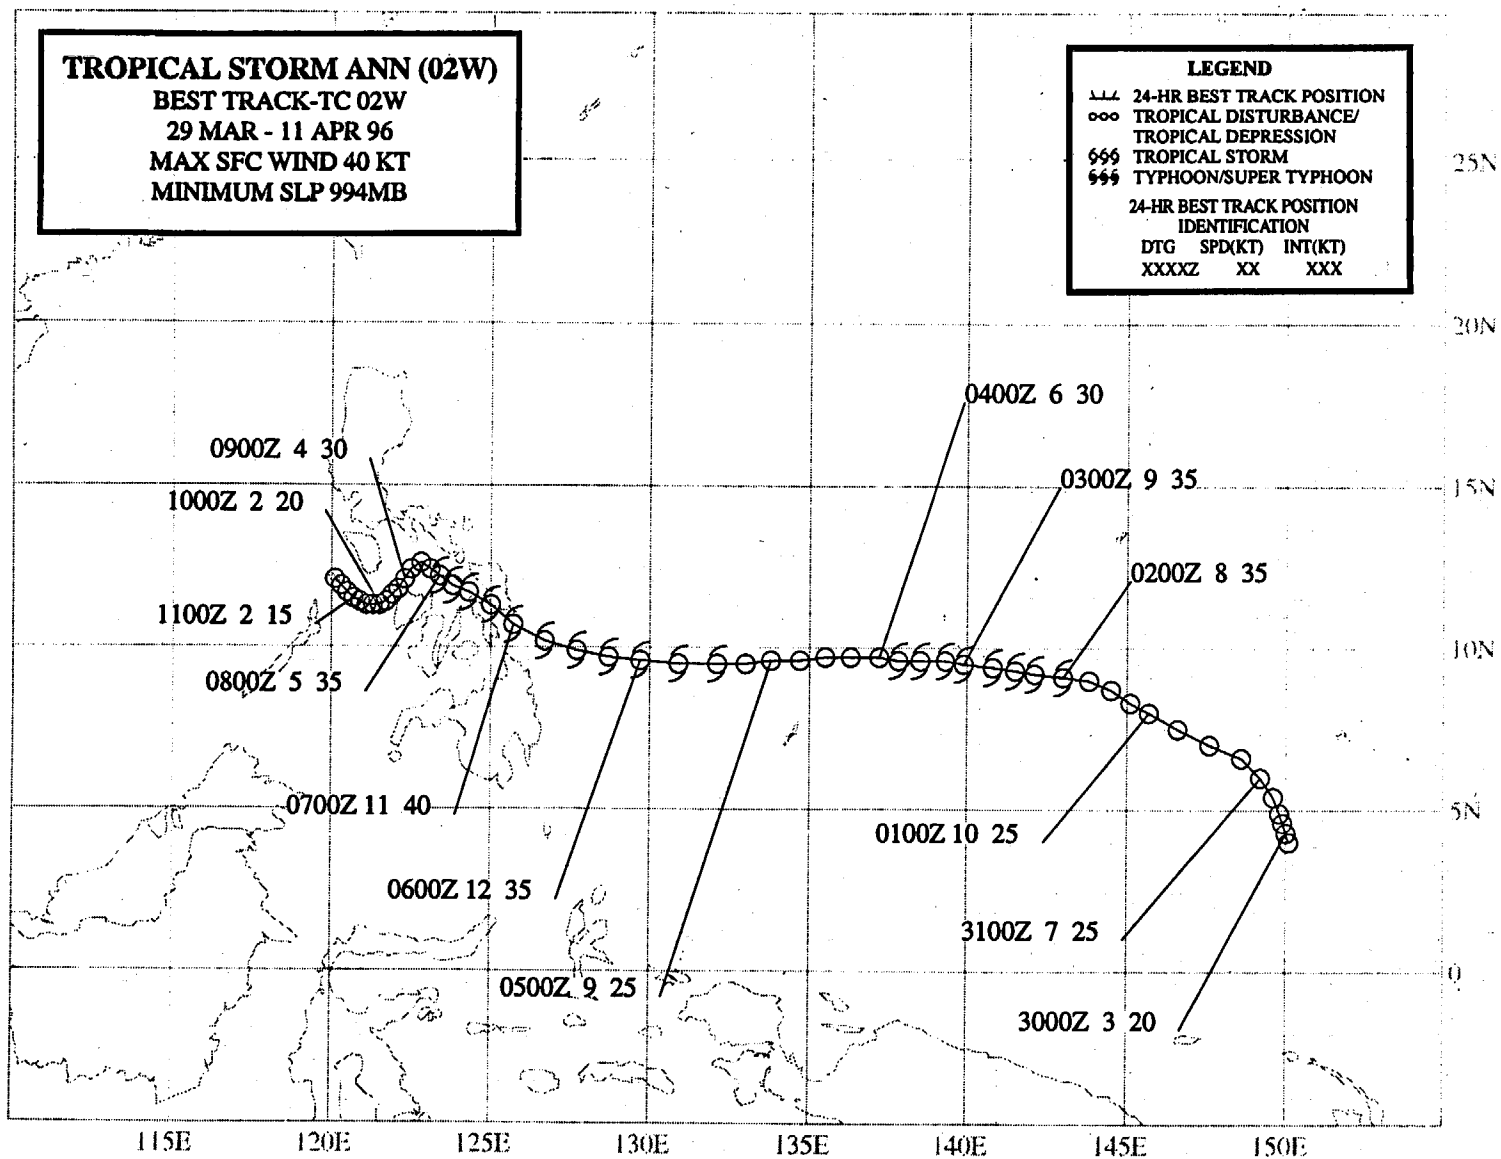 TROPICAL STORM ANN (02W)
BEST TRACK-TC 02W
29 MAR - 11 APR 96
MAX SFC WIND 40 KT
MINIMUM SLP 994MB
LEGEND
24-HR BEST TRACK POSITION
TROPICAL DISTURBANCE/
TROPICAL DEPRESSION
TROPICAL STORM
TYPHOON/SUPER TYPHOON
24-HR BEST TRACK POSITION
IDENTIFICATION
DTG SPD(KT) INT(KT)
XXXXZ XX XXX
25N
20N
0400Z 6 30
0900Z 4 30
0300Z 9 35
15N
1000Z 2 20
0200Z 8 35
1100Z 2 15
10N
0800Z 5 35
0700Z 11 40
5N
0100Z 10 25
0600Z 12 35
3100Z 7 25
0
0500Z 9 25
3000Z 3 20
115E 120E 125E 130E 135E 140E 145E 150E